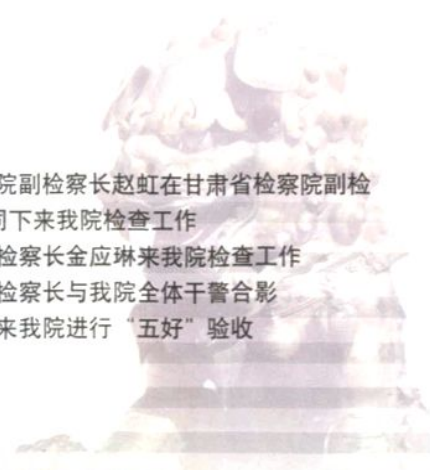 院副检察长赵虹在甘肃省检察院副检
同下来我院检查工作
检察长金应琳来我院检查工作
检察长与我院全体干警合影
来我院进行“五好”验收